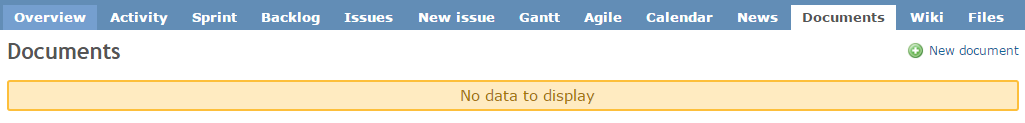 Overview Activity Sprint Backlog Issues New issue Gantt Agile Calendar News Documents Wiki Files
Documents New document
No data to display